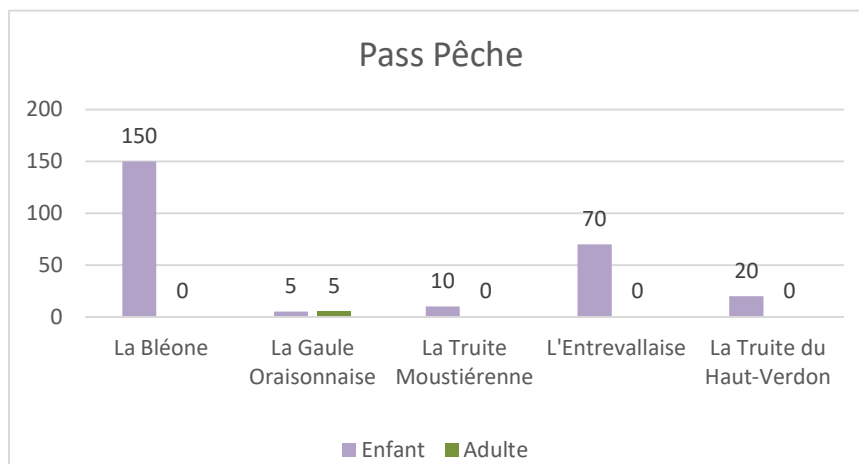 Pass Pêche
200
150
100
50
0
150
0
5
5
10
0
70
0
20
0
La Bléone
La Gaule
Oraisonnaise
La Truite
Moustiérenne
L'Entrevallaise
La Truite du
Haut-Verdon
Enfant
Adulte